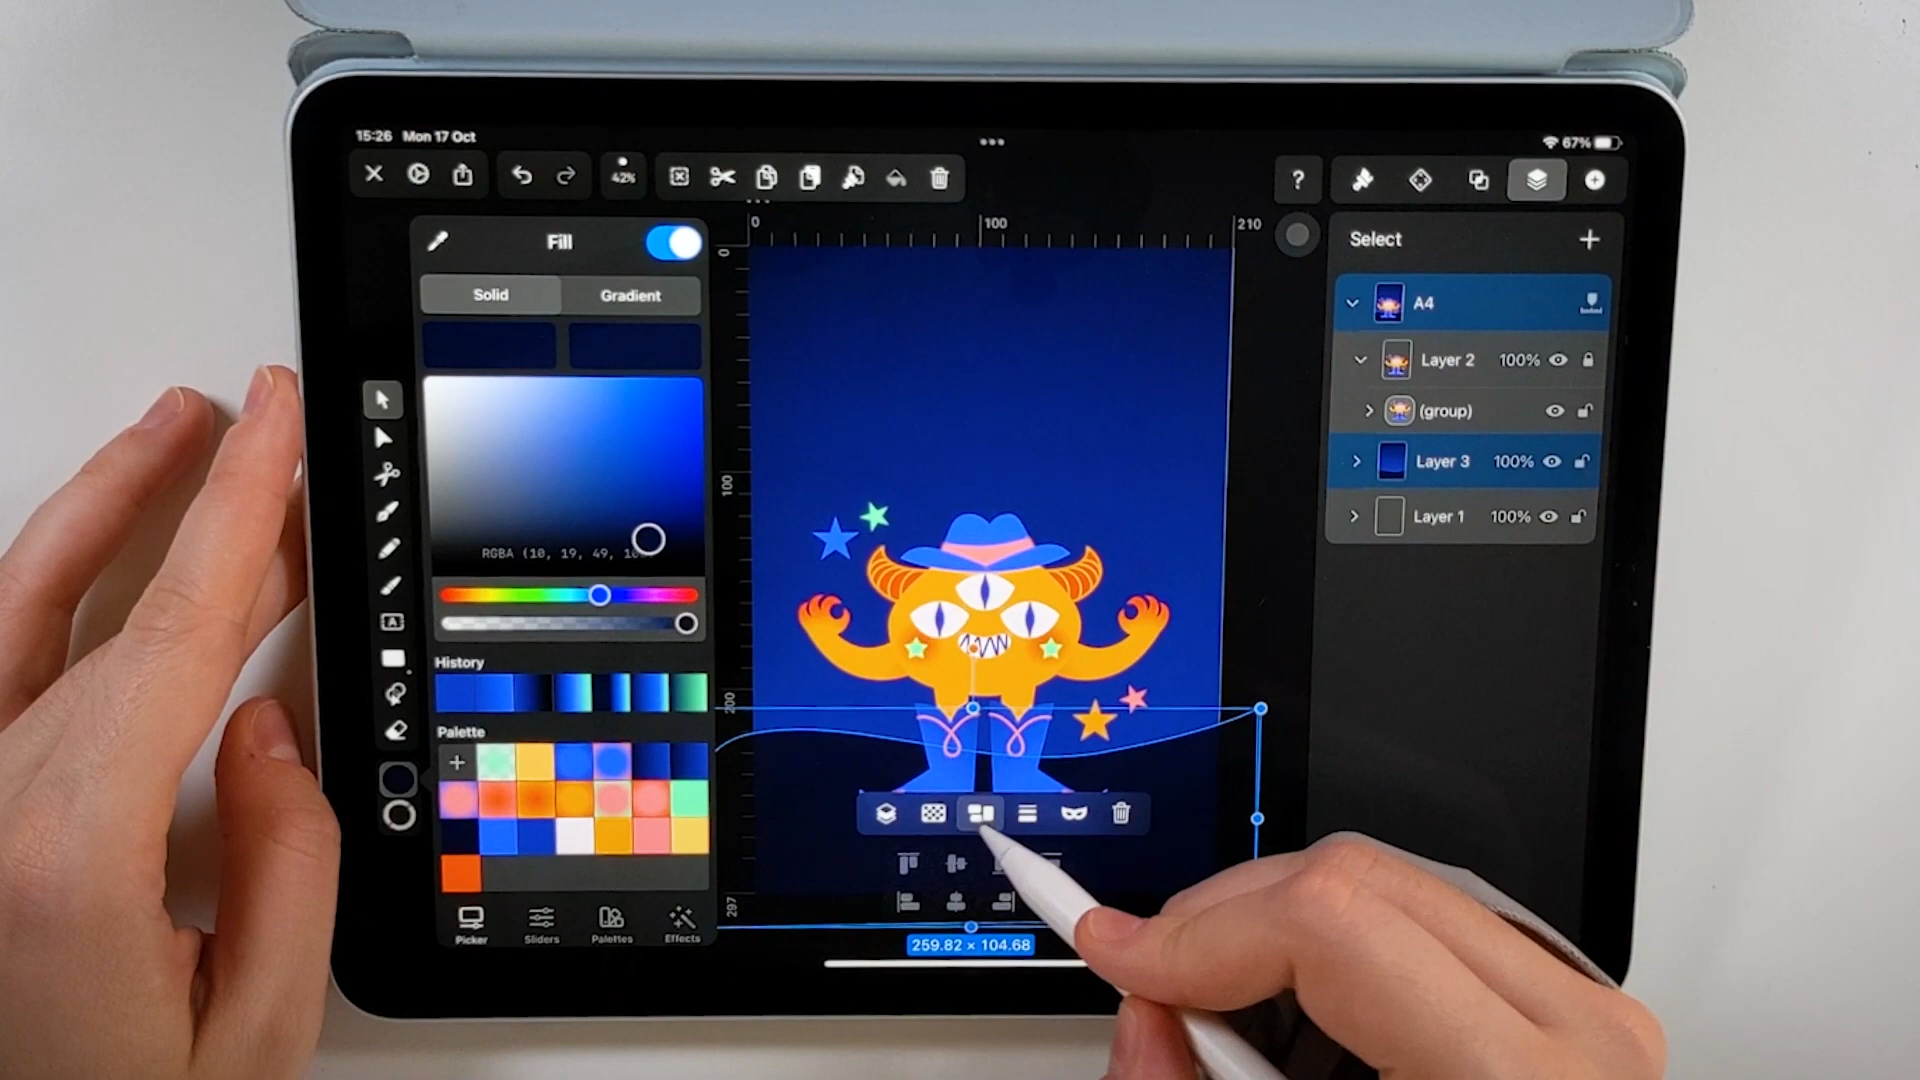 15:26 Mon 17 Oct
67%
42%
?
Fill
Solid Gradient
RGBA (10, 19, 49, 10
History
Palette
+
Picker Sliders Palettes Effects
0 100 210
0
100
200
297
A
259.82 × 104.68
Select +
A4
Layer 2 100%
(group)
Layer 3 100%
Layer 1 100%